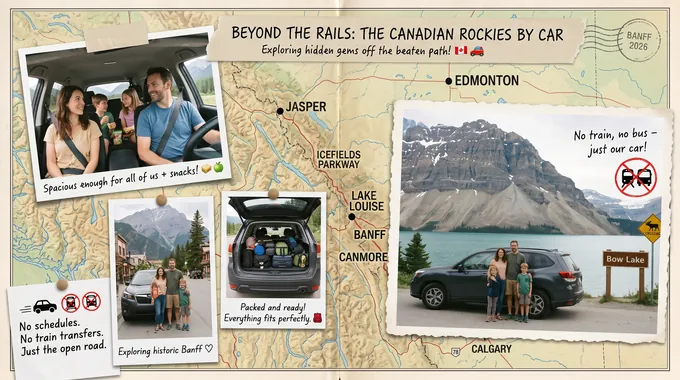 BEYOND THE RAILS: THE CANADIAN ROCKIES BY CAR
Exploring hidden gems off the beaten path! 🇨🇦 🚗
BANFF
2026
EDMONTON
JASPER
ICEFIELDS
PARKWAY
LAKE
LOUISE
BANFF
CANMORE
CALGARY
78
Spacious enough for all of us + snacks! 🥪 🍏
Exploring historic Banff ♡
Packed and ready!
Everything fits perfectly. 🎒
No train, no bus –
just our car!
Bow Lake
No schedules.
No train transfers.
Just the open road.